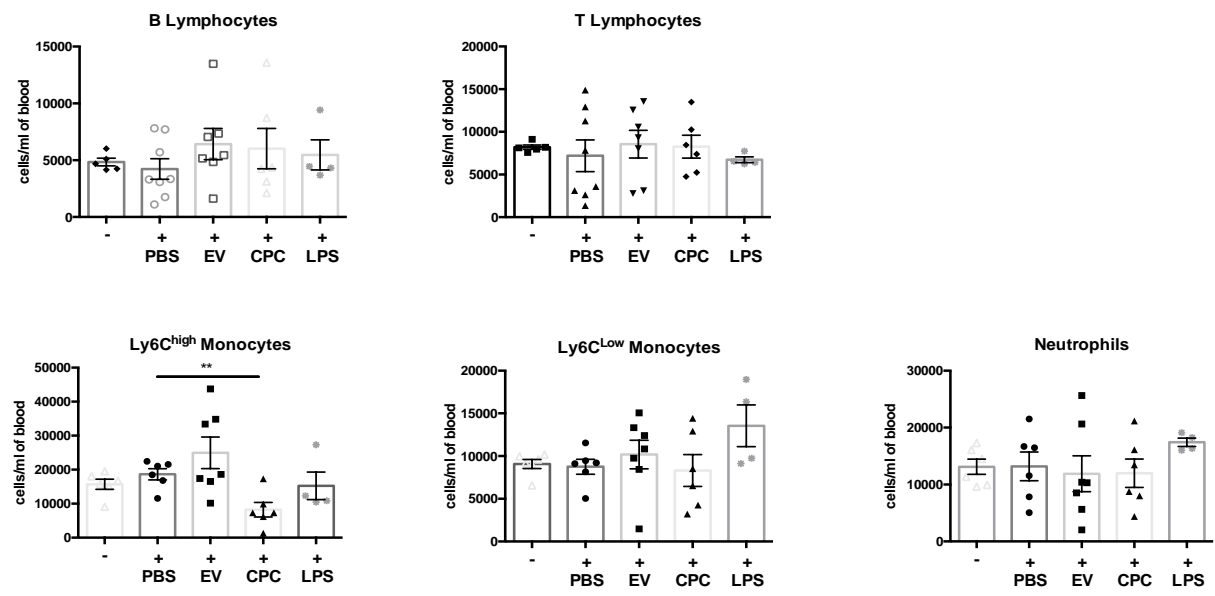 B Lymphocytes
cells/ml of blood
15000
10000
5000
0
- + + + +
PBS EV CPC LPS
T Lymphocytes
cells/ml of blood
20000
15000
10000
5000
0
- + + + +
PBS EV CPC LPS
Ly6Chigh Monocytes
cells/ml of blood
50000
40000
30000
20000
10000
0
**
- + + + +
PBS EV CPC LPS
Ly6CLow Monocytes
cells/ml of blood
20000
15000
10000
5000
0
- + + + +
PBS EV CPC LPS
Neutrophils
cells/ml of blood
30000
20000
10000
0
- + + + +
PBS EV CPC LPS